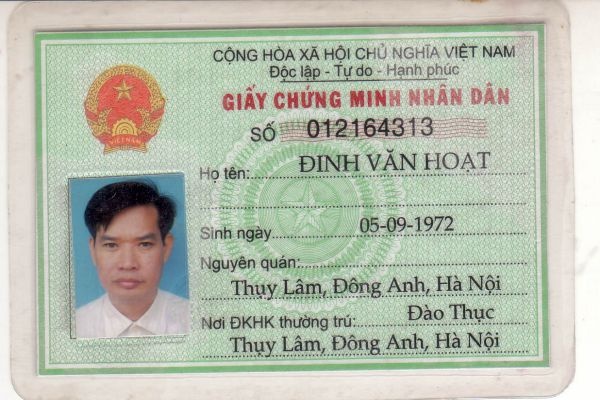 CỘNG HÒA XÃ HỘI CHỦ NGHĨA VIỆT NAM
Độc lập - Tự do - Hạnh phúc
GIẤY CHỨNG MINH NHÂN DÂN
SỐ 012164313
Họ tên: ĐINH VĂN HOẠT
Sinh ngày 05-09-1972
Nguyên quán:
Thụy Lâm, Đông Anh, Hà Nội
Nơi ĐKHK thường trú: Đào Thục
Thụy Lâm, Đông Anh, Hà Nội
VIỆT NAM